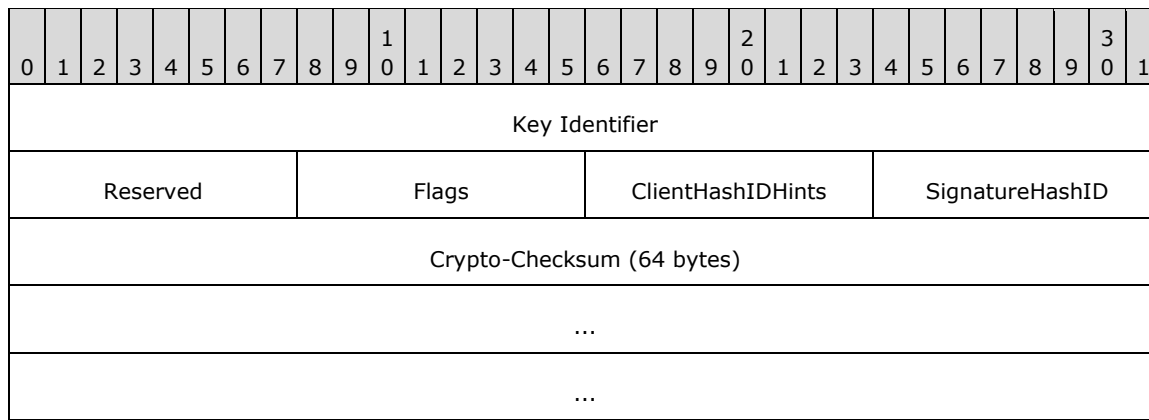 1 2 3
0 1 2 3 4 5 6 7 8 9 0 1 2 3 4 5 6 7 8 9 0 1 2 3 4 5 6 7 8 9 0 1
Key Identifier
Reserved Flags ClientHashIDHints SignatureHashID
Crypto-Checksum (64 bytes)
...
...